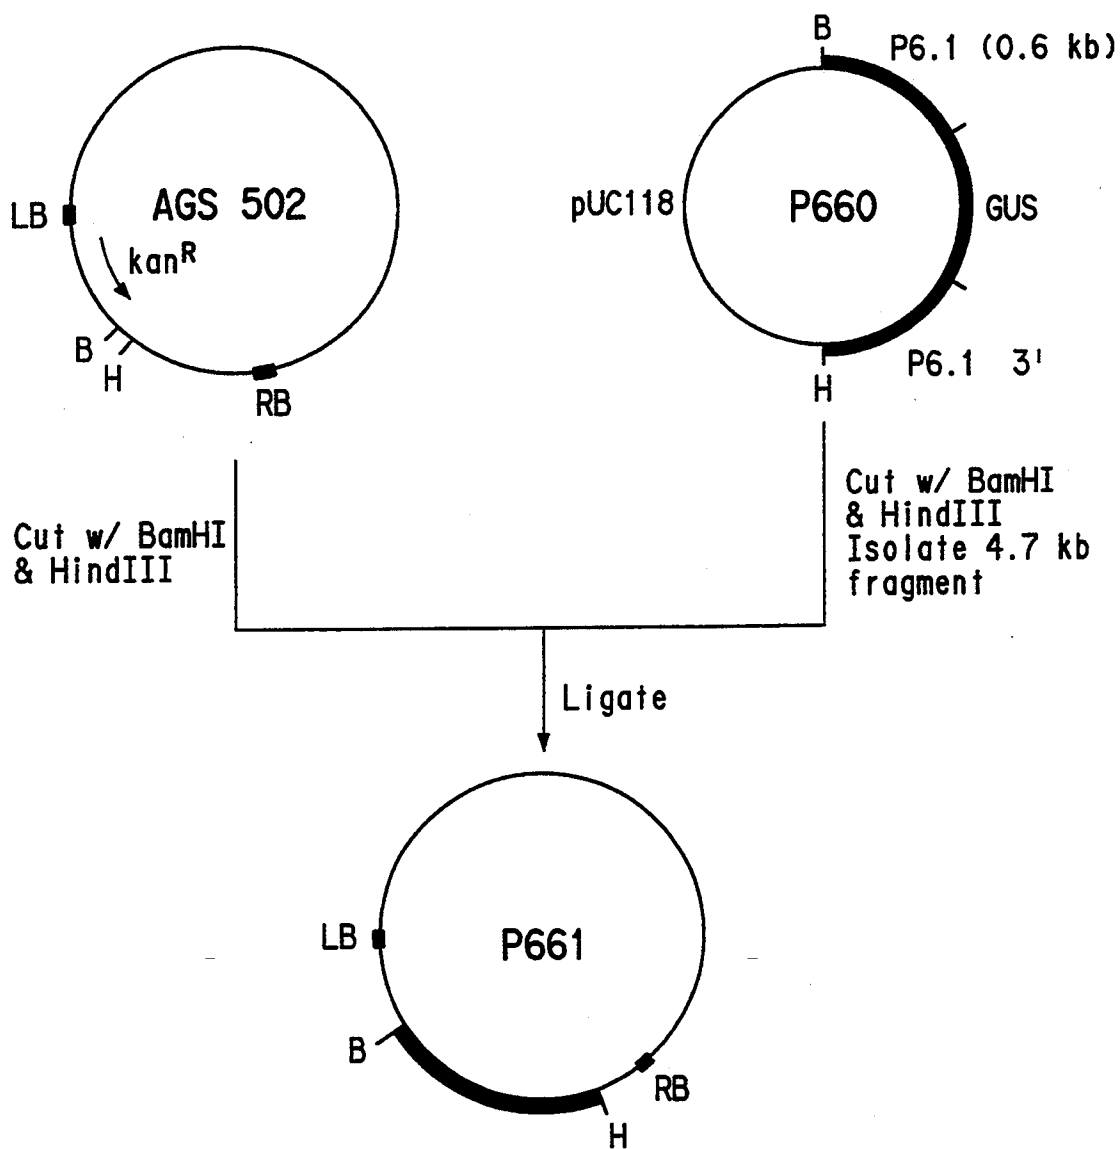 B
P6.1 (0.6 kb)
LB
AGS 502
kanR
pUC118
P660
GUS
B
H
RB
P6.1 3'
H
Cut w/ BamHI
& HindIII
Cut w/ BamHI
& HindIII
Isolate 4.7 kb
fragment
Ligate
LB
P661
B
RB
H